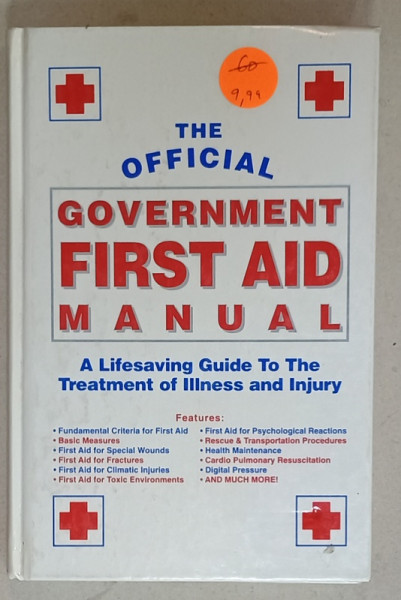 60
9,99
THE
OFFICIAL
GOVERNMENT
FIRST AID
MANUAL
A Lifesaving Guide To The
Treatment of Illness and Injury
Features:
• Fundamental Criteria for First Aid
• Basic Measures
• First Aid for Special Wounds
• First Aid for Fractures
• First Aid for Climatic Injuries
• First Aid for Toxic Environments
• First Aid for Psychological Reactions
• Rescue & Transportation Procedures
• Health Maintenance
• Cardio Pulmonary Resuscitation
• Digital Pressure
• AND MUCH MORE!